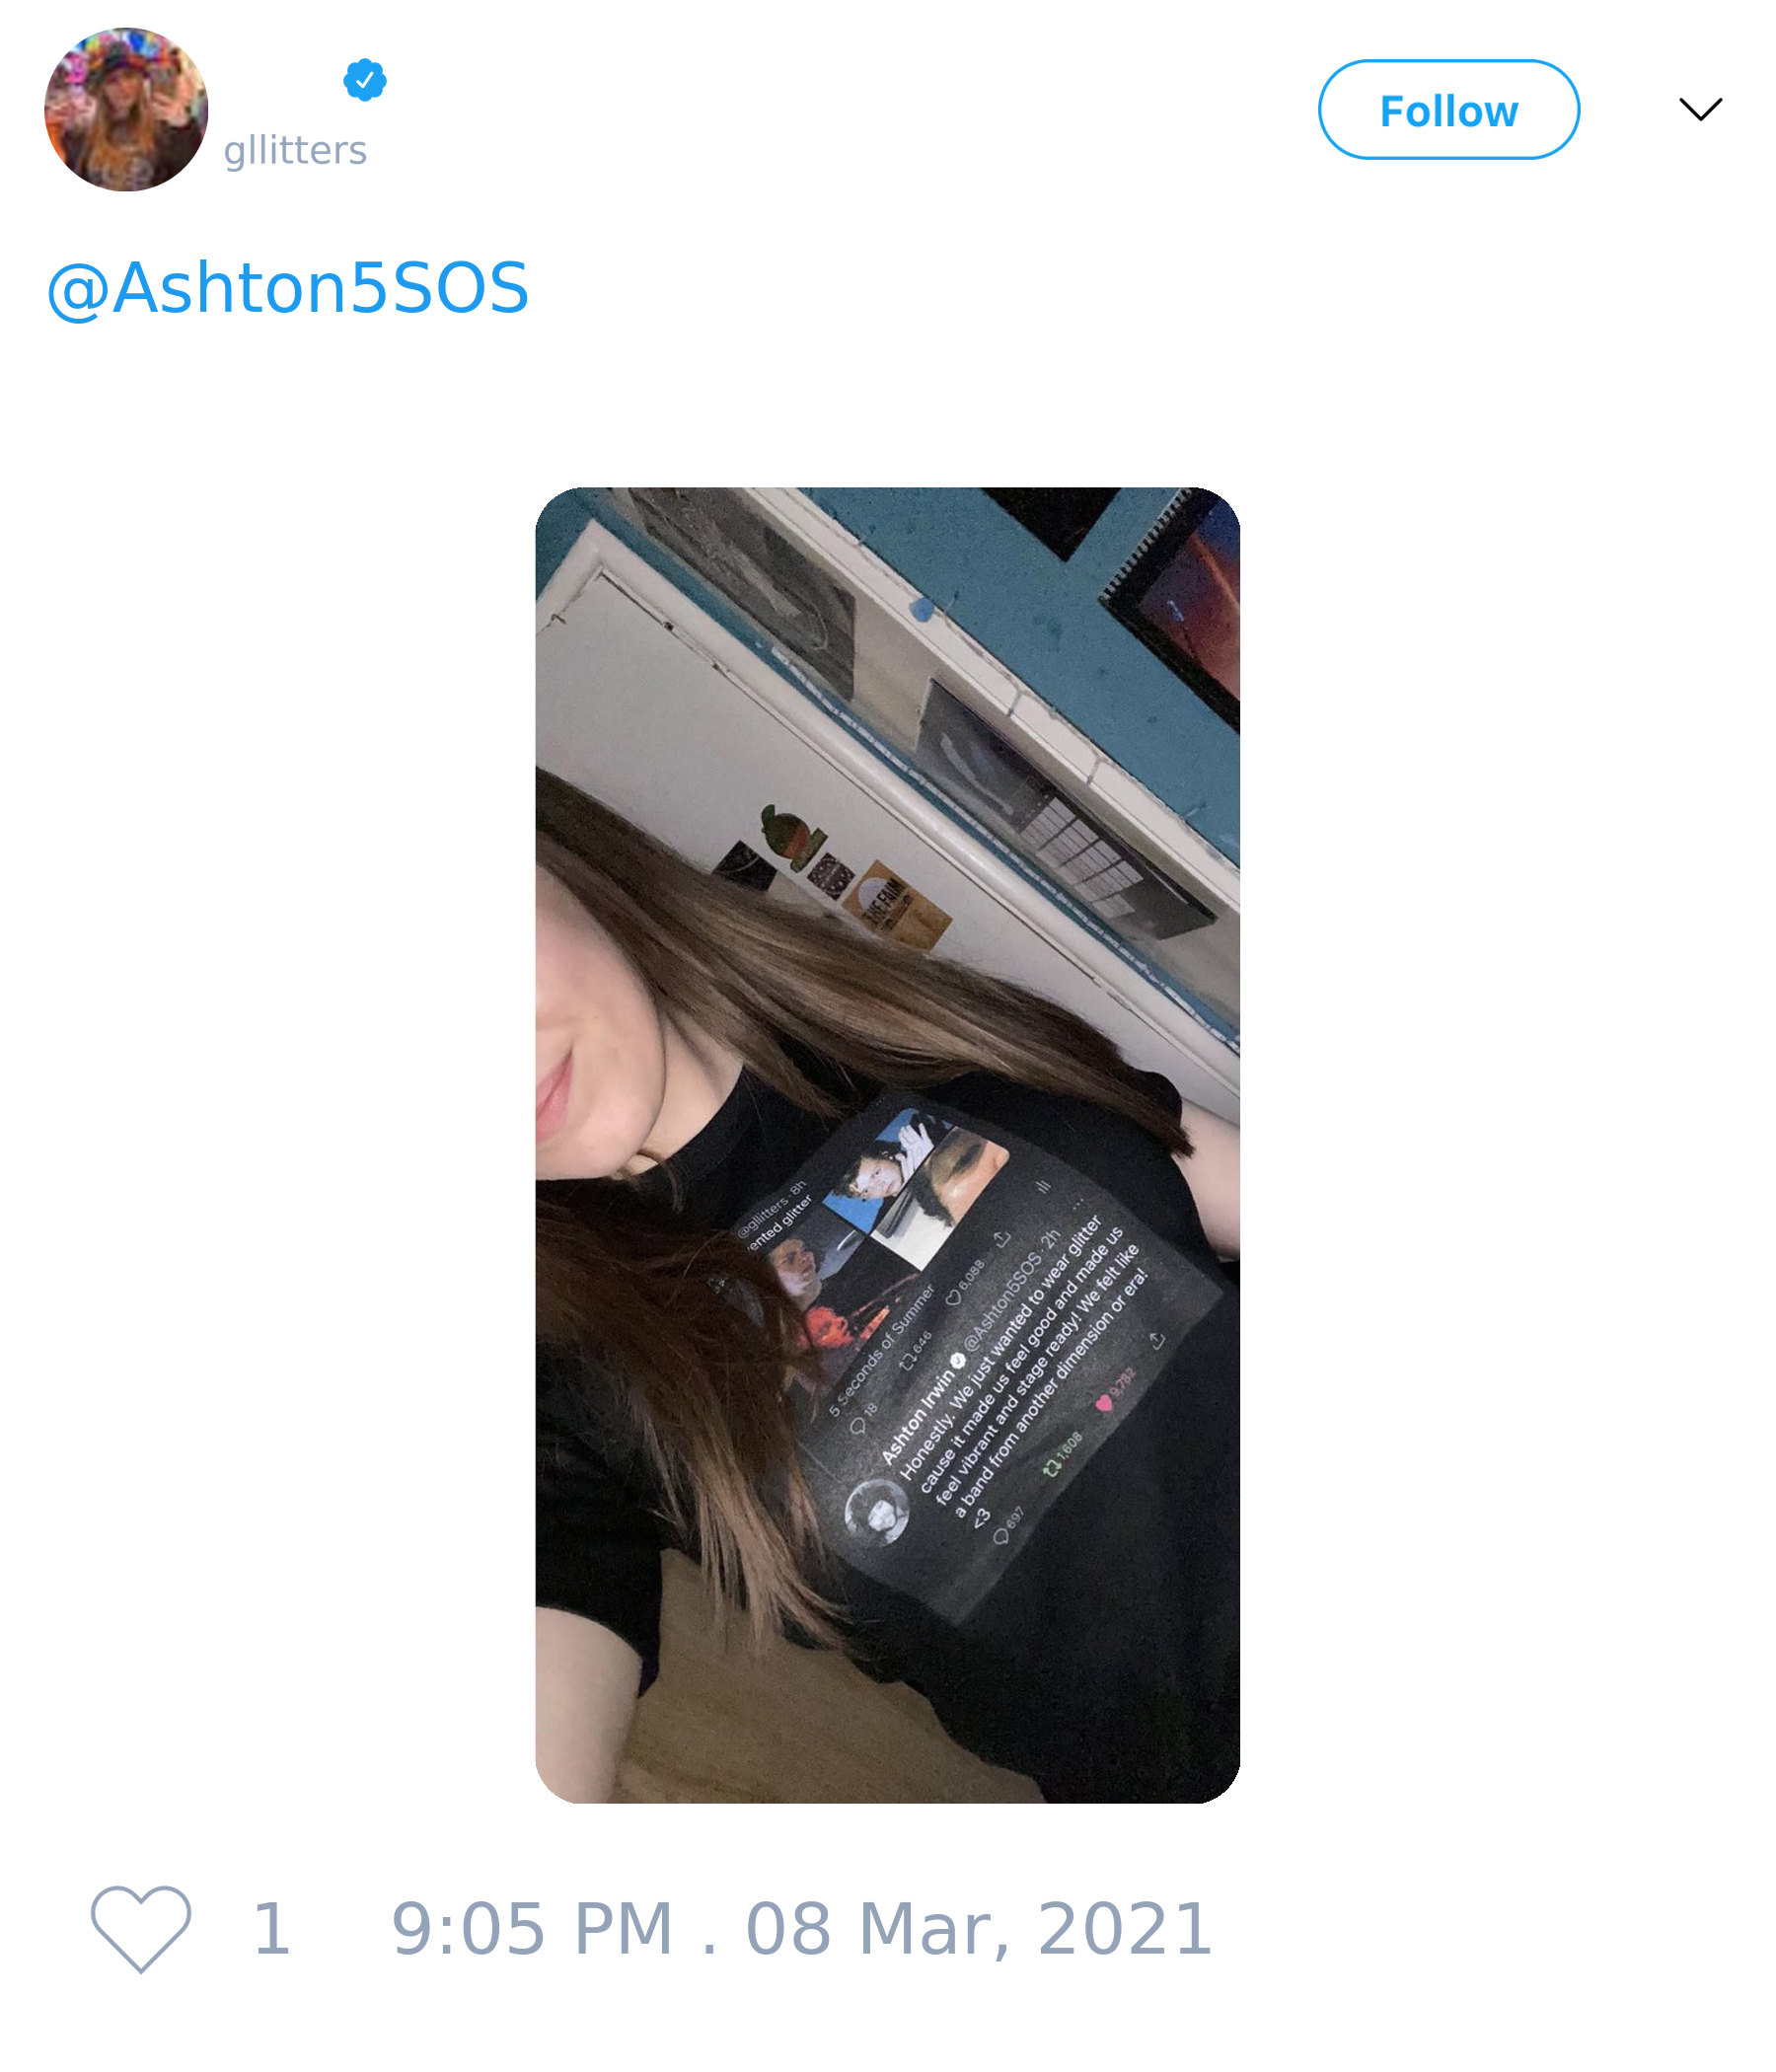 gllitters
Follow
@Ashton5SOS
THE FAIM
@gllitters · 8h
ented glitter
5 Seconds of Summer
18 646 6,088
Ashton Irwin @Ashton5SOS · 2h ...
Honestly. We just wanted to wear glitter
cause it made us feel good and made us
feel vibrant and stage ready! We felt like
a band from another dimension or era!
<3
697 1,608 9,782
1 9:05 PM . 08 Mar, 2021